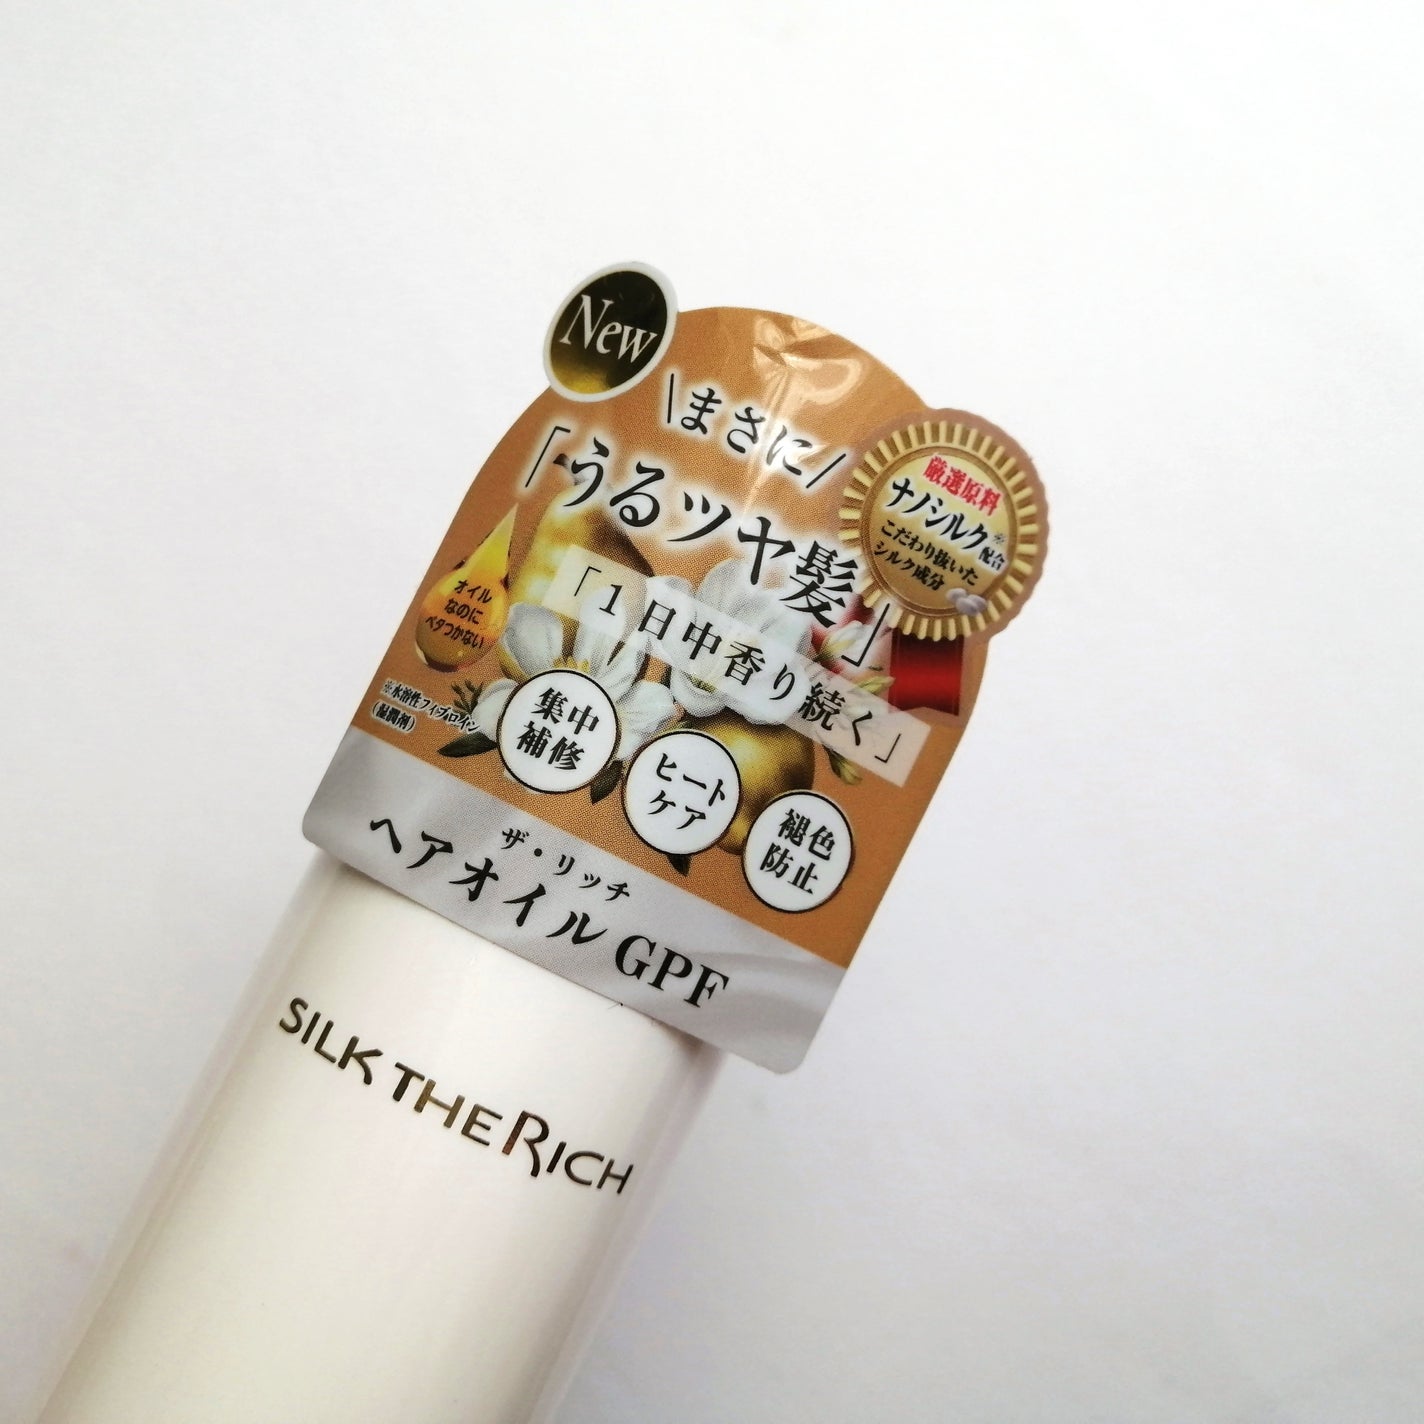 New
\まさに/
「うるツヤ髪」
「1日中香り続く」
厳選原料
ナノシルク※
配合
こだわり抜いた
シルク成分
オイル
なのに
ベタつかない
※水溶性フィブロイン
(保潤剤)
集中
補修
ヒート
ケア
褪色
防止
ザ・リッチ
ヘアオイル GPF
SILK THE RICH